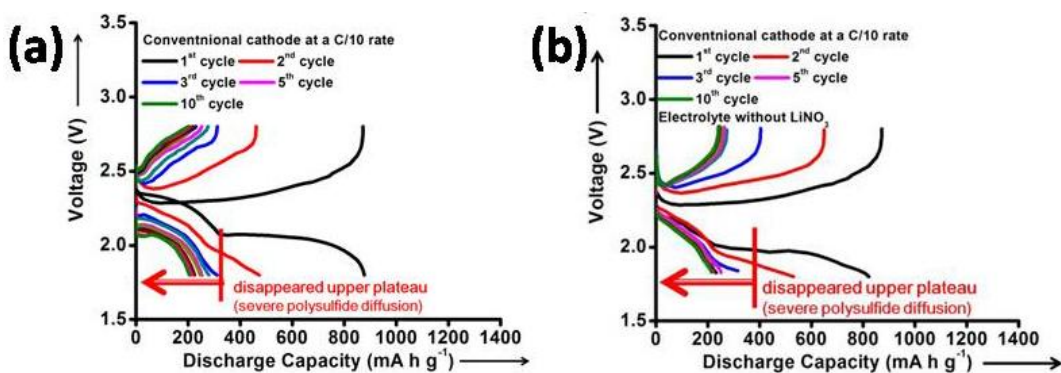 (a)
3.5
Conventnional cathode at a C/10 rate
1st cycle 2nd cycle
3rd cycle 5th cycle
10th cycle
3.0
2.5
2.0
1.5
Voltage (V)
disappeared upper plateau
(severe polysulfide diffusion)
0 200 400 600 800 1000 1200 1400
Discharge Capacity (mA h g-1)
(b)
3.5
Conventnional cathode at a C/10 rate
1st cycle 2nd cycle
3rd cycle 5th cycle
10th cycle
Electrolyte without LiNO3
3.0
2.5
2.0
1.5
Voltage (V)
disappeared upper plateau
(severe polysulfide diffusion)
0 200 400 600 800 1000 1200 1400
Discharge Capacity (mA h g-1)